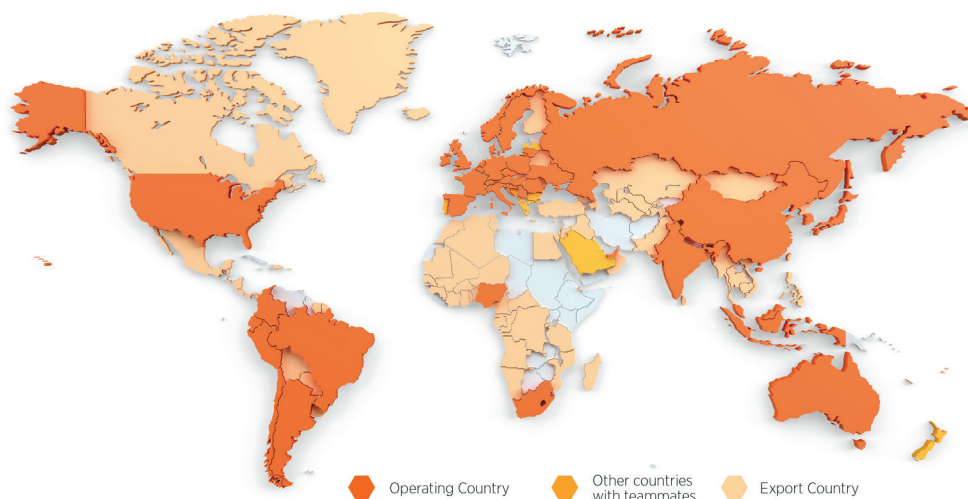 Operating Country
Other countries
with teammates
Export Country